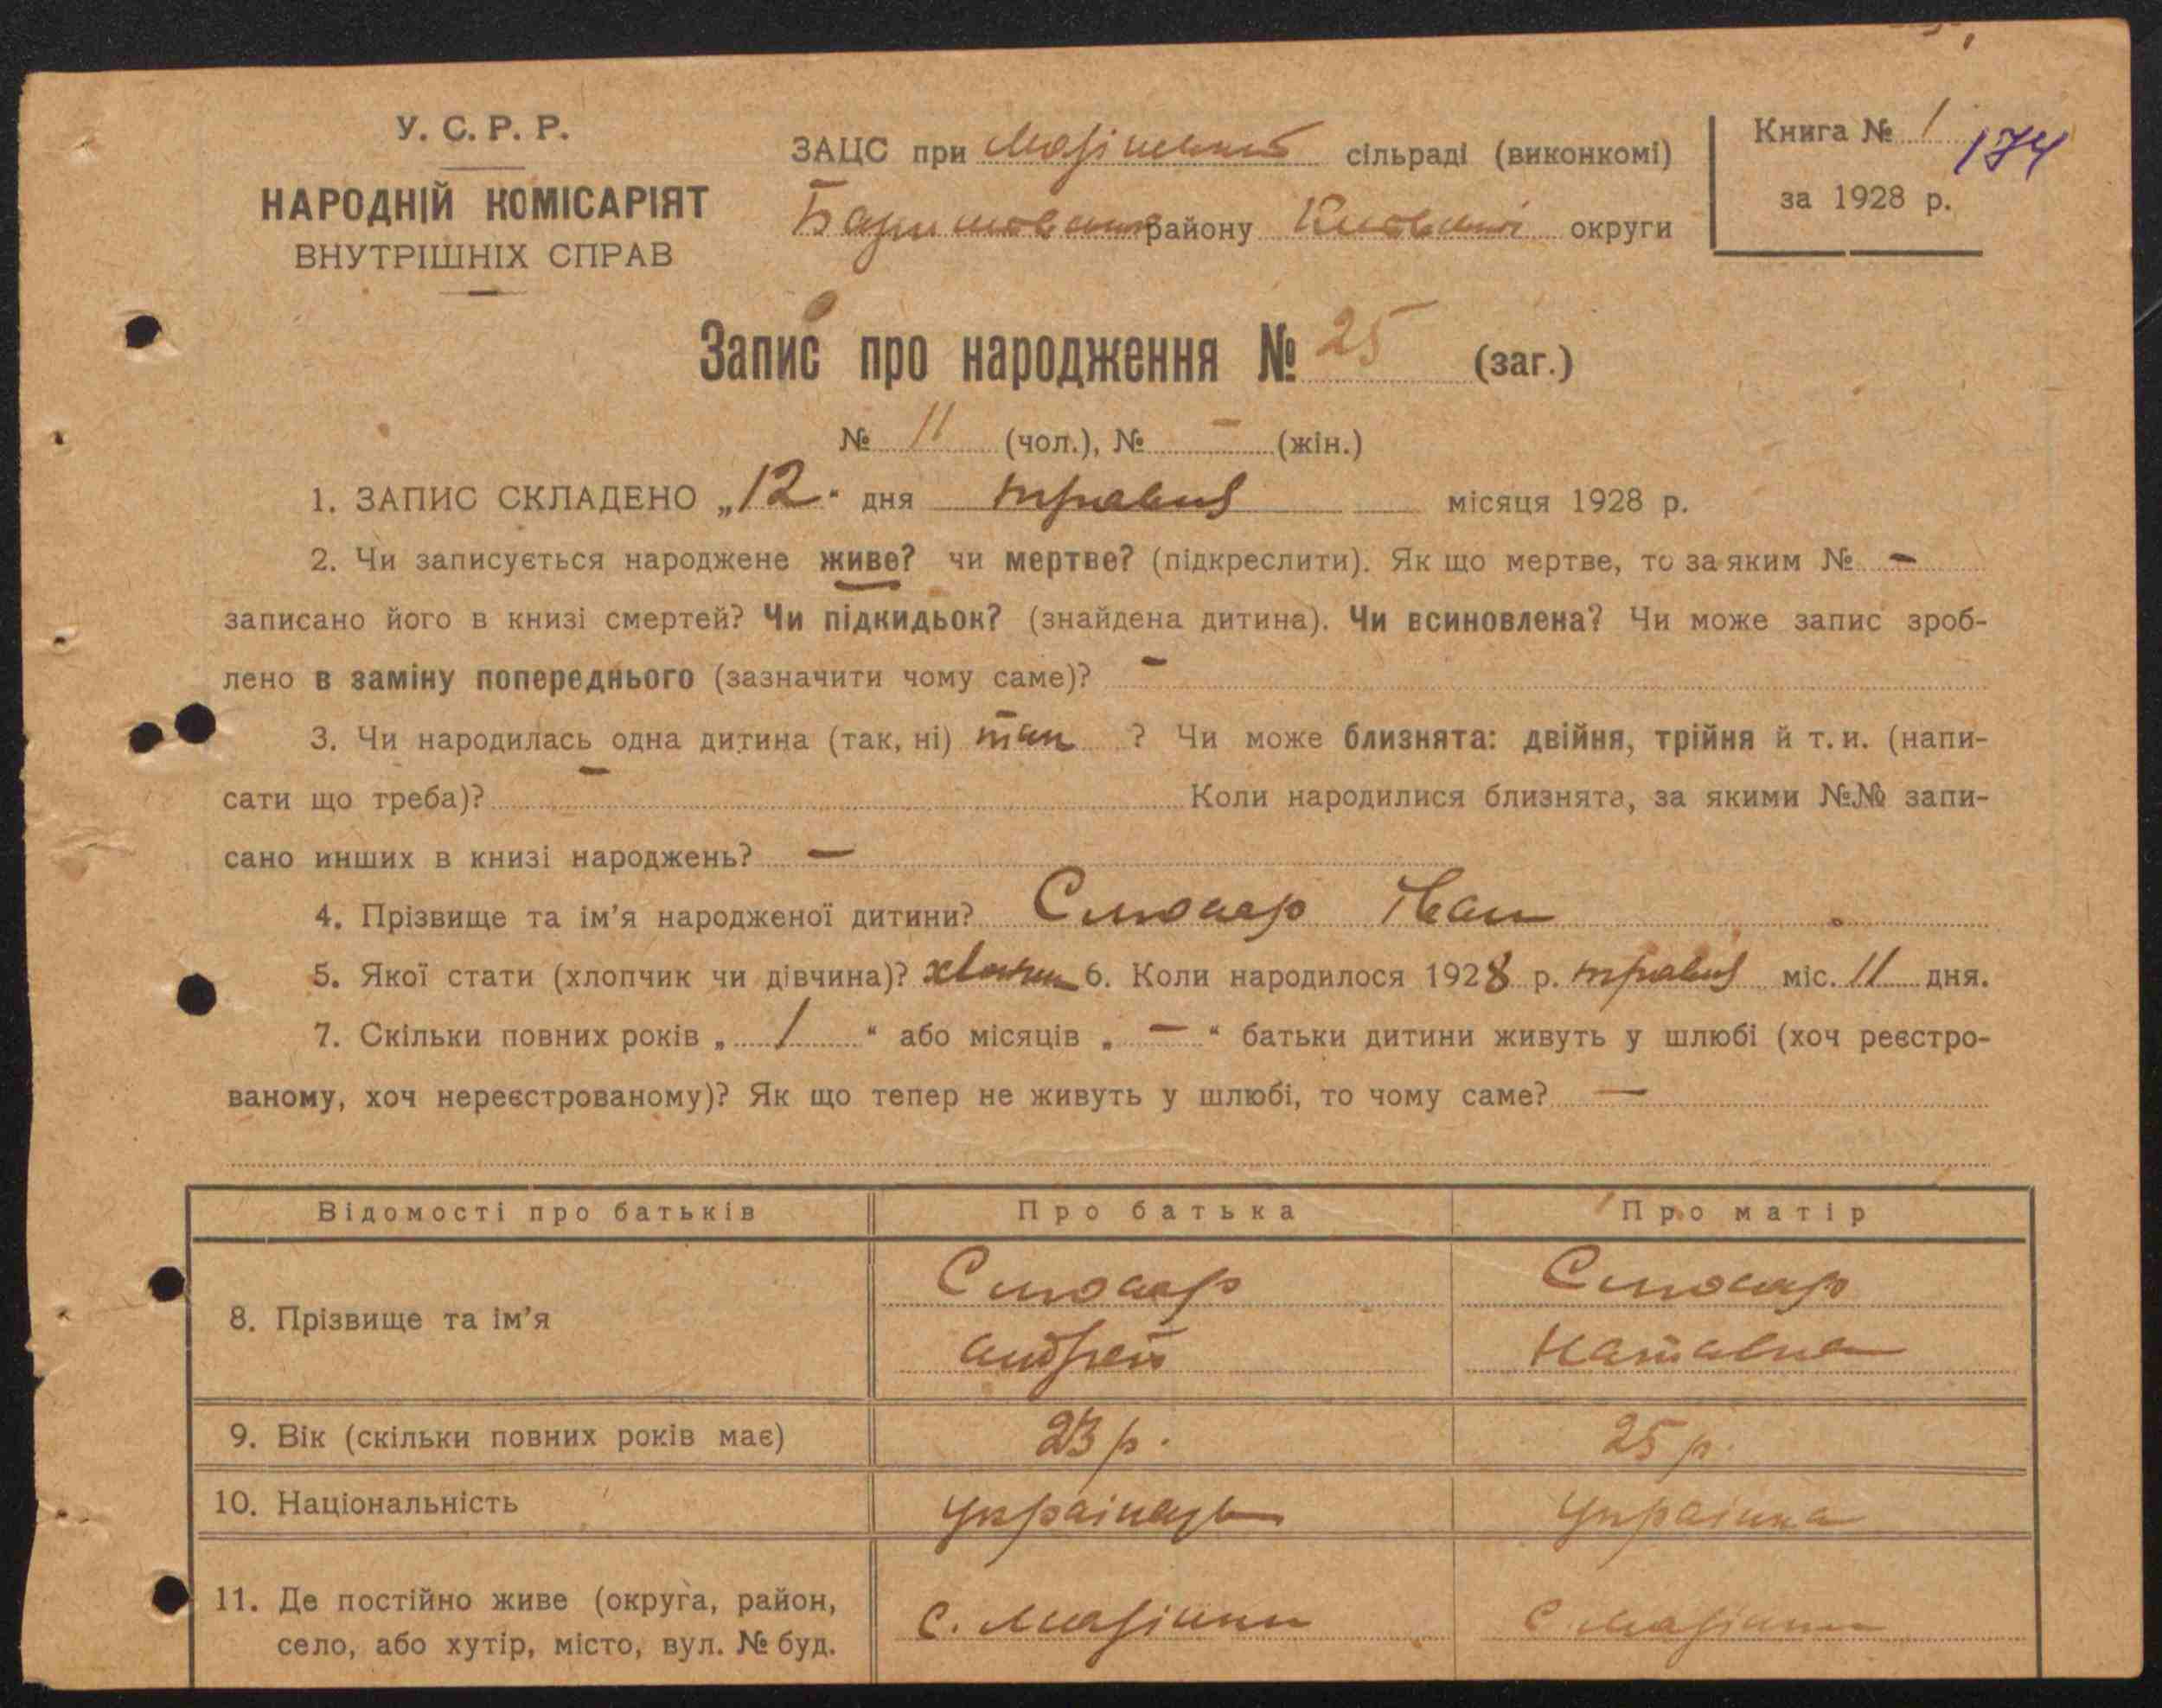 У. С. Р. Р.
НАРОДНІЙ КОМІСАРІЯТ
ВНУТРІШНІХ СПРАВ
ЗАЦС при сільраді (виконкомі)
району Київської округи
Книга № 1
174
за 1928 р.
Запис про народження № 25 (заг.)
№ 11 (чол.), № – (жін.)
1. ЗАПИС СКЛАДЕНО „12“ дня травня місяця 1928 р.
2. Чи записується народжене живе? чи мертве? (підкреслити). Як що мертве, то за яким № –
записано його в книзі смертей? Чи підкидьок? (знайдена дитина). Чи всиновлена? Чи може запис зроб-
лено в заміну попереднього (зазначити чому саме)? –
3. Чи народилась одна дитина (так, ні) так ? Чи може близнята: двійня, трійня й т. и. (напи-
сати що треба)? – Коли народилися близнята, за якими №№ запи-
сано инших в книзі народжень? –
4. Прізвище та ім’я народженої дитини? Слюсар Іван
5. Якої стати (хлопчик чи дівчина)? 6. Коли народилося 1928 р. травня міс. 11 дня.
7. Скільки повних років „ 1 “ або місяців „ – “ батьки дитини живуть у шлюбі (хоч реєстро-
ваному, хоч нереєстрованому)? Як що тепер не живуть у шлюбі, то чому саме? –
Відомості про батьків Про батька Про матір
8. Прізвище та ім’я Слюсар Слюсар
Андрей
9. Вік (скільки повних років має) 23 р. 25 р.
10. Національність Українець Українка
11. Де постійно живе (округа, район,
село, або хутір, місто, вул. № буд. с. с.